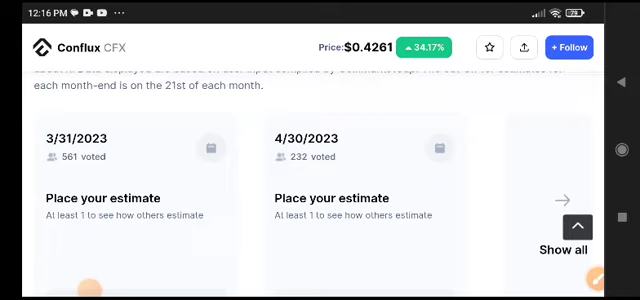 12:16 PM
79
Conflux CFX
Price:$0.4261
34.17%
+ Follow
each month-end is on the 21st of each month.
3/31/2023
561 voted
4/30/2023
232 voted
Place your estimate
At least 1 to see how others estimate
Place your estimate
At least 1 to see how others estimate
Show all